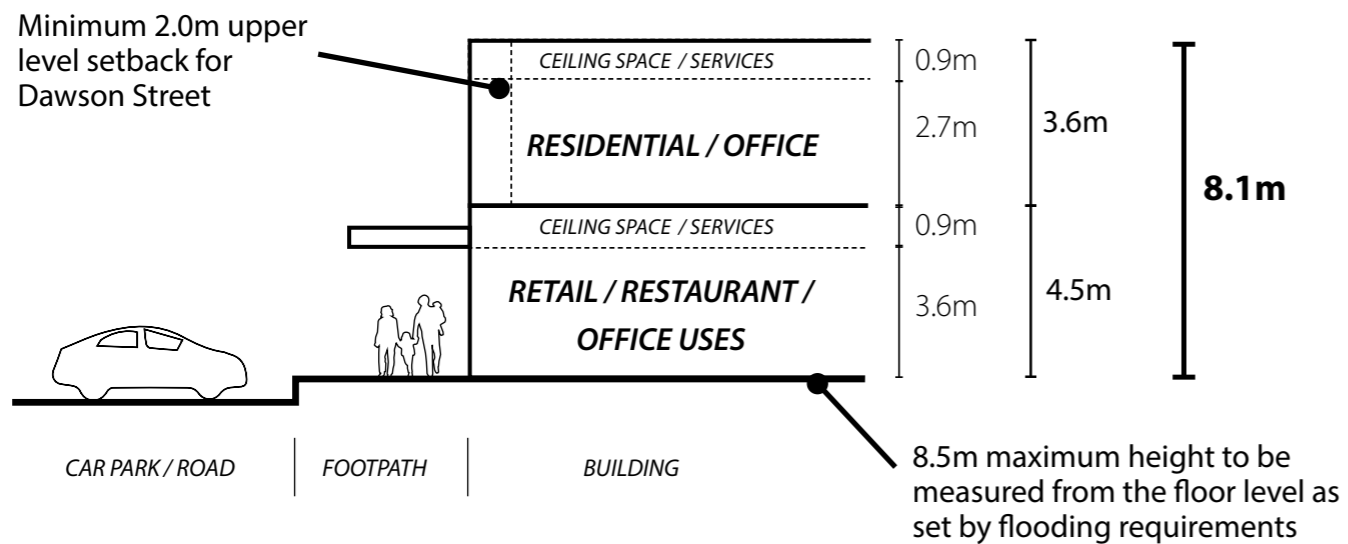 Minimum 2.0m upper
level setback for
Dawson Street
CEILING SPACE / SERVICES
RESIDENTIAL / OFFICE
CEILING SPACE / SERVICES
RETAIL / RESTAURANT /
OFFICE USES
0.9m
2.7m
0.9m
3.6m
3.6m
4.5m
8.1m
CAR PARK / ROAD
FOOTPATH
BUILDING
8.5m maximum height to be
measured from the floor level as
set by flooding requirements